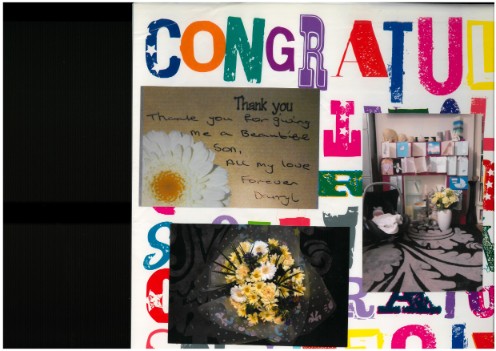 CONGRATUL
Thank you
Thank you for giving
me a Beautiful
Son,
All my love
Forever
Darryl